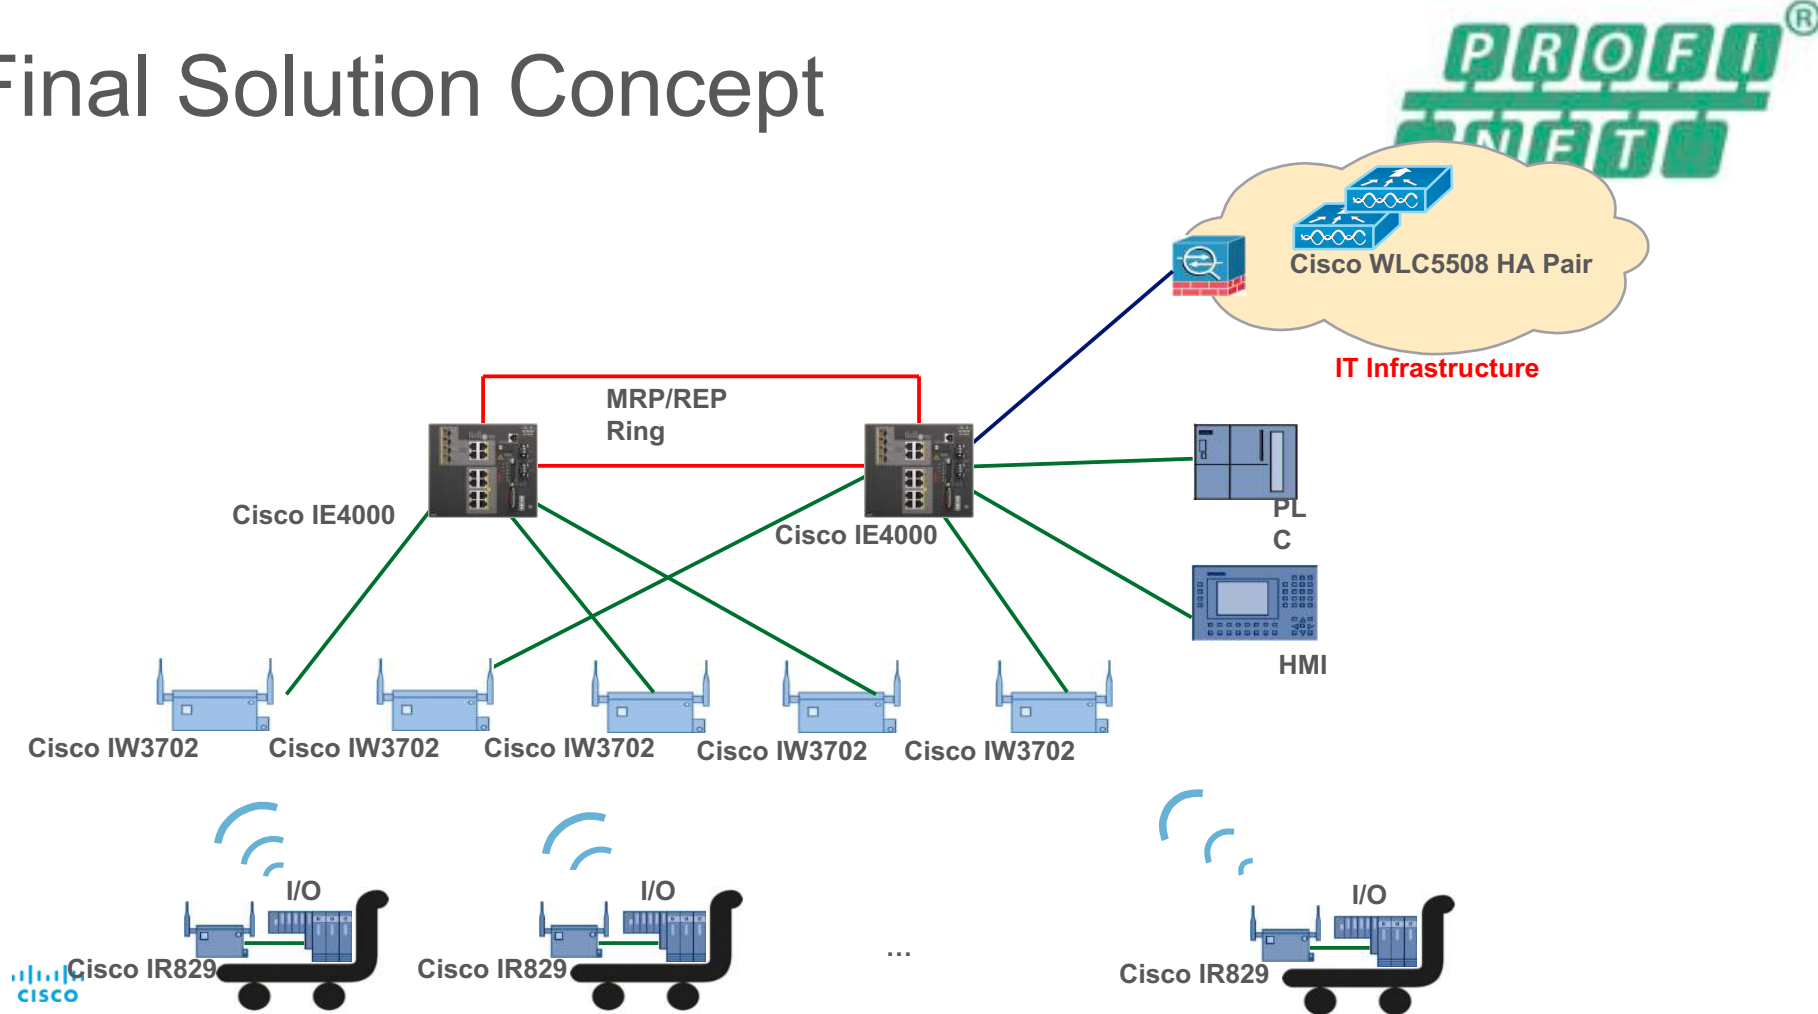 Final Solution Concept
PROFI
NET
®
Cisco WLC5508 HA Pair
IT Infrastructure
MRP/REP
Ring
Cisco IE4000
Cisco IE4000
PL
C
HMI
Cisco IW3702
Cisco IW3702
Cisco IW3702
Cisco IW3702
Cisco IW3702
I/O
I/O
I/O
Cisco IR829
Cisco IR829
...
Cisco IR829
CISCO